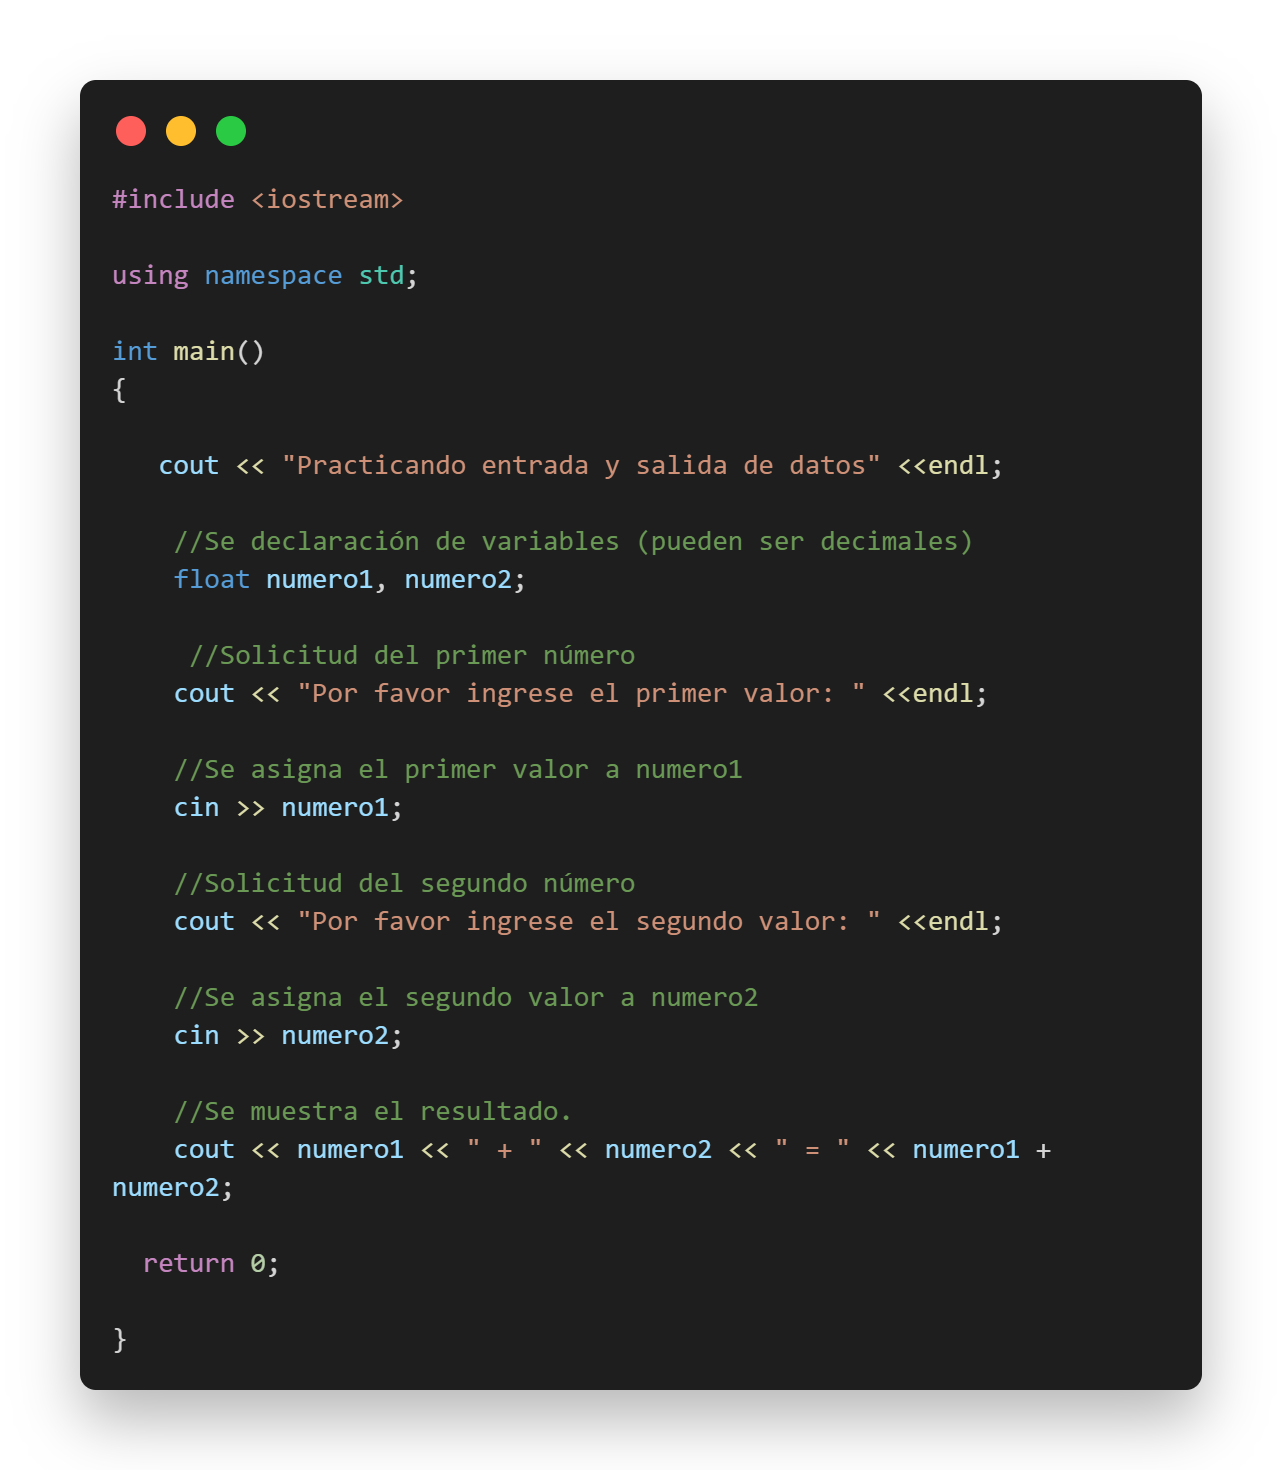 #include <iostream>
using namespace std;
int main()
{
cout << "Practicando entrada y salida de datos" <<endl;
//Se declaración de variables (pueden ser decimales)
float numero1, numero2;
//Solicitud del primer número
cout << "Por favor ingrese el primer valor: " <<endl;
//Se asigna el primer valor a numero1
cin >> numero1;
//Solicitud del segundo número
cout << "Por favor ingrese el segundo valor: " <<endl;
//Se asigna el segundo valor a numero2
cin >> numero2;
//Se muestra el resultado.
cout << numero1 << " + " << numero2 << " = " << numero1 +
numero2;
return 0;
}